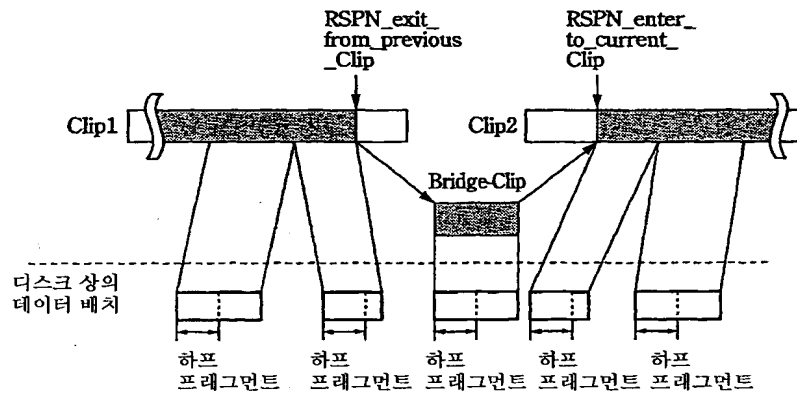 RSPN_exit_
from_previous
_Clip
RSPN_enter_
to_current_
Clip
Clip1
Clip2
Bridge-Clip
디스크 상의
데이터 배치
하프
프래그먼트
하프
프래그먼트
하프
프래그먼트
하프
프래그먼트
하프
프래그먼트